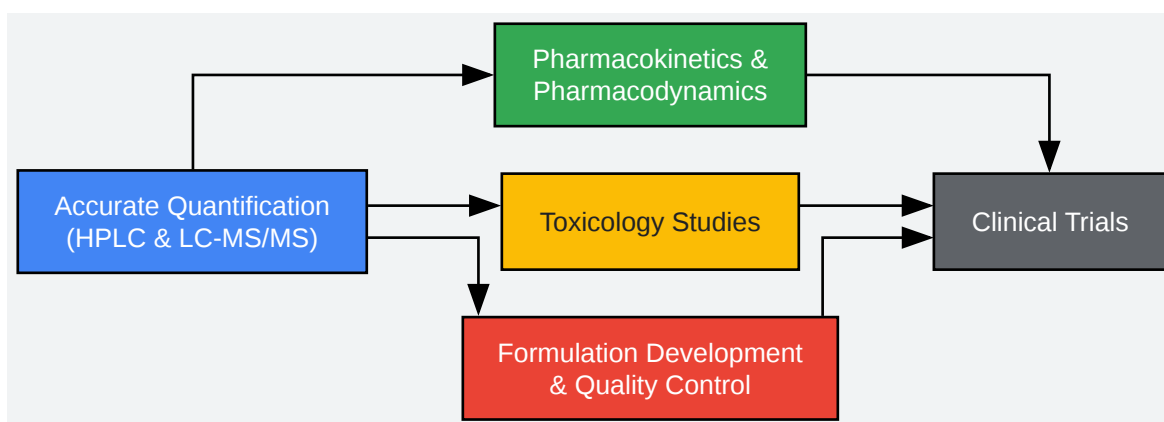 Pharmacokinetics &
Pharmacodynamics
Accurate Quantification
(HPLC & LC-MS/MS)
Toxicology Studies
Clinical Trials
Formulation Development
& Quality Control